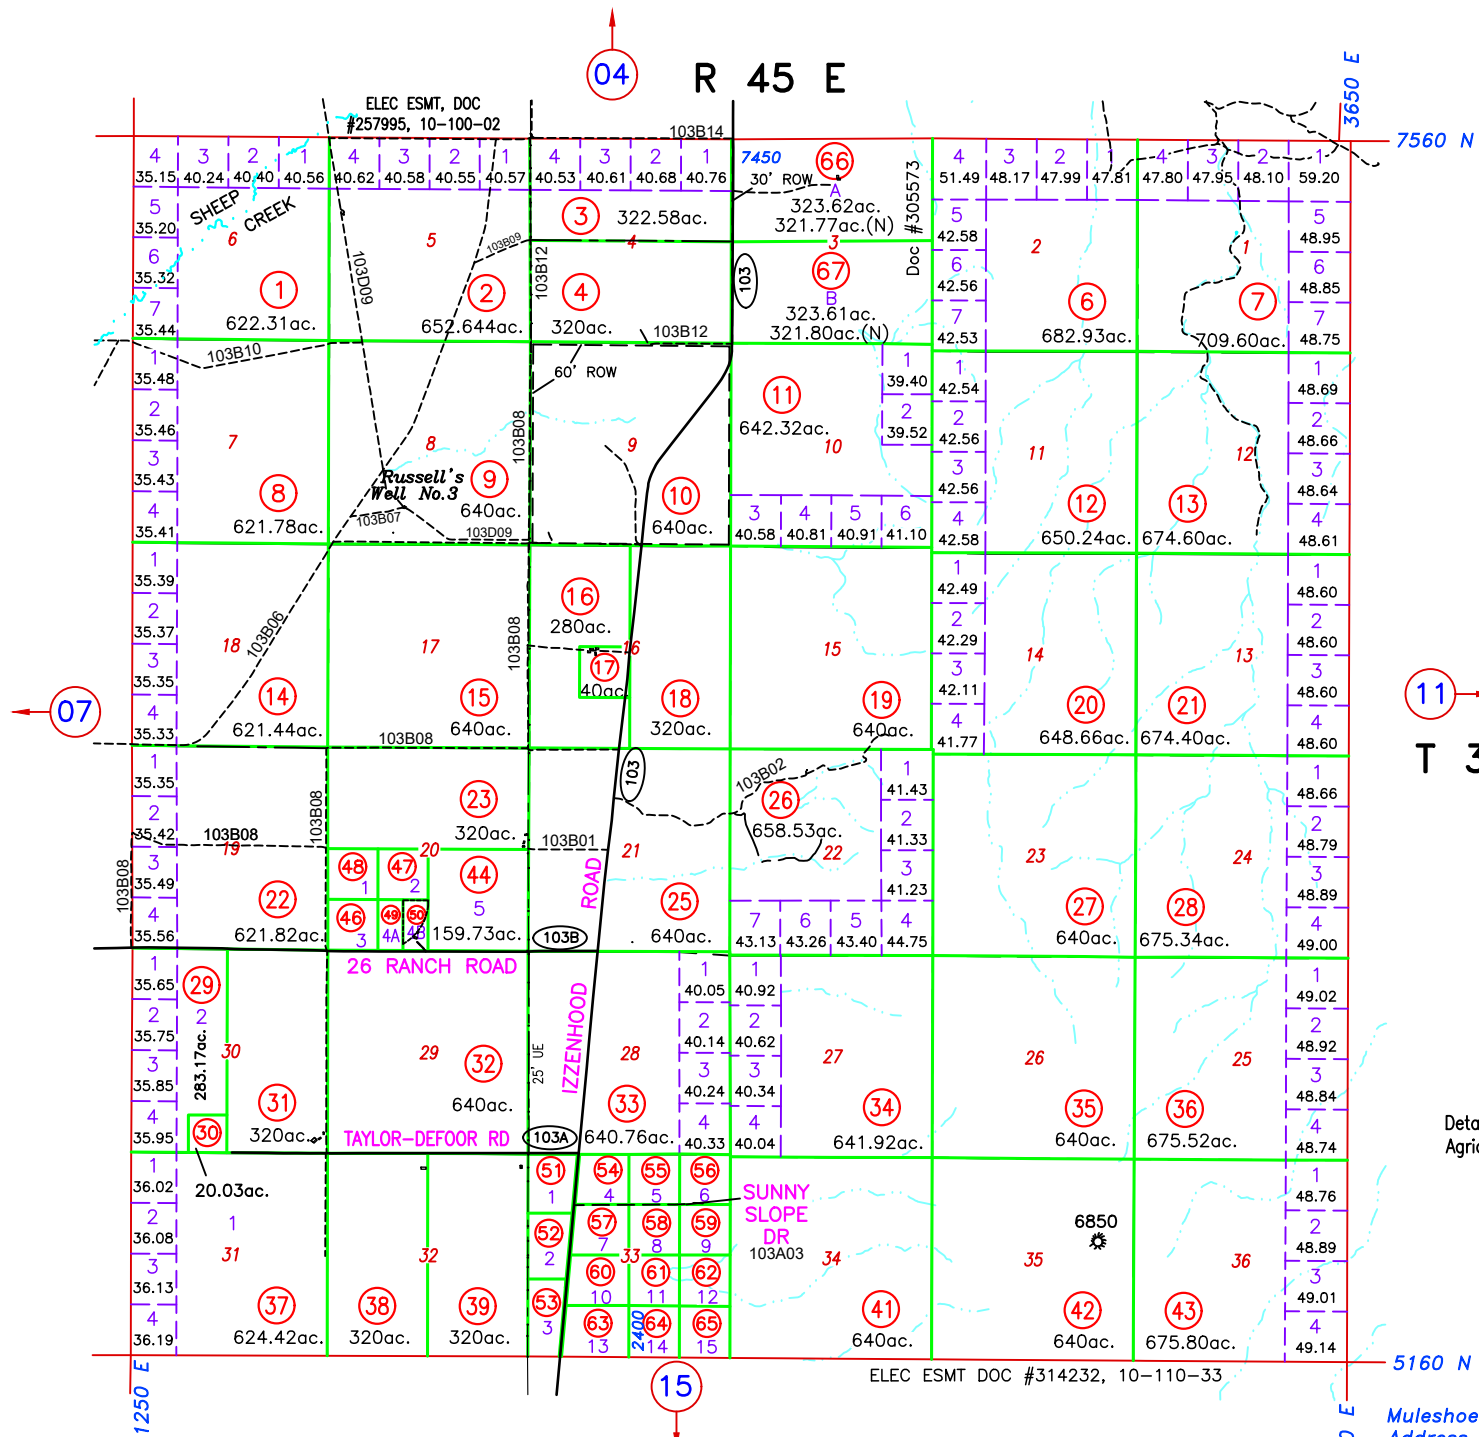 04
R 45 E
3650 E
ELEC ESMT, DOC
#257995, 10-100-02
103B14
7560 N
4 3 2 1 4 3 2 1 4 3 2 1 7450 66 4 3 2 1 4 3 2 1
35.15 40.24 40.40 40.56 40.62 40.58 40.55 40.57 40.53 40.61 40.68 40.76 30' ROW 51.49 48.17 47.99 47.81 47.80 47.95 48.10 59.20
A
323.62ac.
321.77ac.(N)
Doc #305573
5
35.20
SHEEP
CREEK
6 5 4 3 2 1
3 322.58ac.
5
42.58
5
48.95
6
35.32
103D09
103B09
103B12
103
67
B
323.61ac.
321.80ac.(N)
6
42.56
6
48.85
1
622.31ac.
2
652.644ac.
4
320ac.
103B12
6
682.93ac.
7
709.60ac.
7
35.44
7
42.53
7
48.75
103B10
60' ROW
1
35.48
2
35.46
3
35.43
4
35.41
7 8 9 10 11 12
8
621.78ac.
Russell's
Well No.3
9
640ac.
103B07
103D09
103B08
10
640ac.
11
642.32ac.
1
39.40
2
39.52
3 4 5 6
40.58 40.81 40.91 41.10
1
42.54
2
42.56
3
42.56
4
42.58
12
650.24ac.
13
674.60ac.
1
48.69
2
48.66
3
48.64
4
48.61
1
35.39
2
35.37
3
35.35
4
35.33
18 17 16 15 14 13
103B06
14
621.44ac.
15
640ac.
103B08
103B08
16
280ac.
17
40ac.
18
320ac.
19
640ac.
1
42.49
2
42.29
3
42.11
4
41.77
20
648.66ac.
21
674.40ac.
1
48.60
2
48.60
3
48.60
4
48.60
07
11
T 3
1
35.35
2
35.42
3
35.49
4
35.56
103B08
103B08
103B08
19 20 21 22 23 24
22
621.82ac.
23
320ac.
48
1
47
2
44
5
159.73ac.
46
3
49
4A
50
4B
103B
103B01
103
ROAD
25
640ac.
103B02
26
658.53ac.
1
41.43
2
41.33
3
41.23
7 6 5 4
43.13 43.26 43.40 44.75
27
640ac.
28
675.34ac.
1
48.66
2
48.79
3
48.89
4
49.00
26 RANCH ROAD
1
35.65
2
35.75
3
35.85
4
35.95
29
2
283.17ac.
30
20.03ac.
30 29 28 27 26 25
31
320ac.
32
640ac.
25' UE
IZZENHOOD
TAYLOR-DEFOOR RD
103A
33
640.76ac.
1 1
40.05 40.92
2 2
40.14 40.62
3 3
40.24 40.34
4 4
40.33 40.04
34
641.92ac.
35
640ac.
36
675.52ac.
1
49.02
2
48.92
3
48.84
4
48.74
Deta
Agric
1
36.02
2
36.08
3
36.13
4
36.19
1
31 32 33 34 35 36
37
624.42ac.
38
320ac.
39
320ac.
51 54 55 56
1 4 5 6
52 57 58 59
2 7 8 9
60 61 62
10 11 12
53 63 64 65
3 13 14 15
2400
SUNNY
SLOPE
DR
103A03
6850
41
640ac.
42
640ac.
43
675.80ac.
1
48.76
2
48.89
3
49.01
4
49.14
1250 E
15
ELEC ESMT DOC #314232, 10-110-33
5160 N
Muleshoe